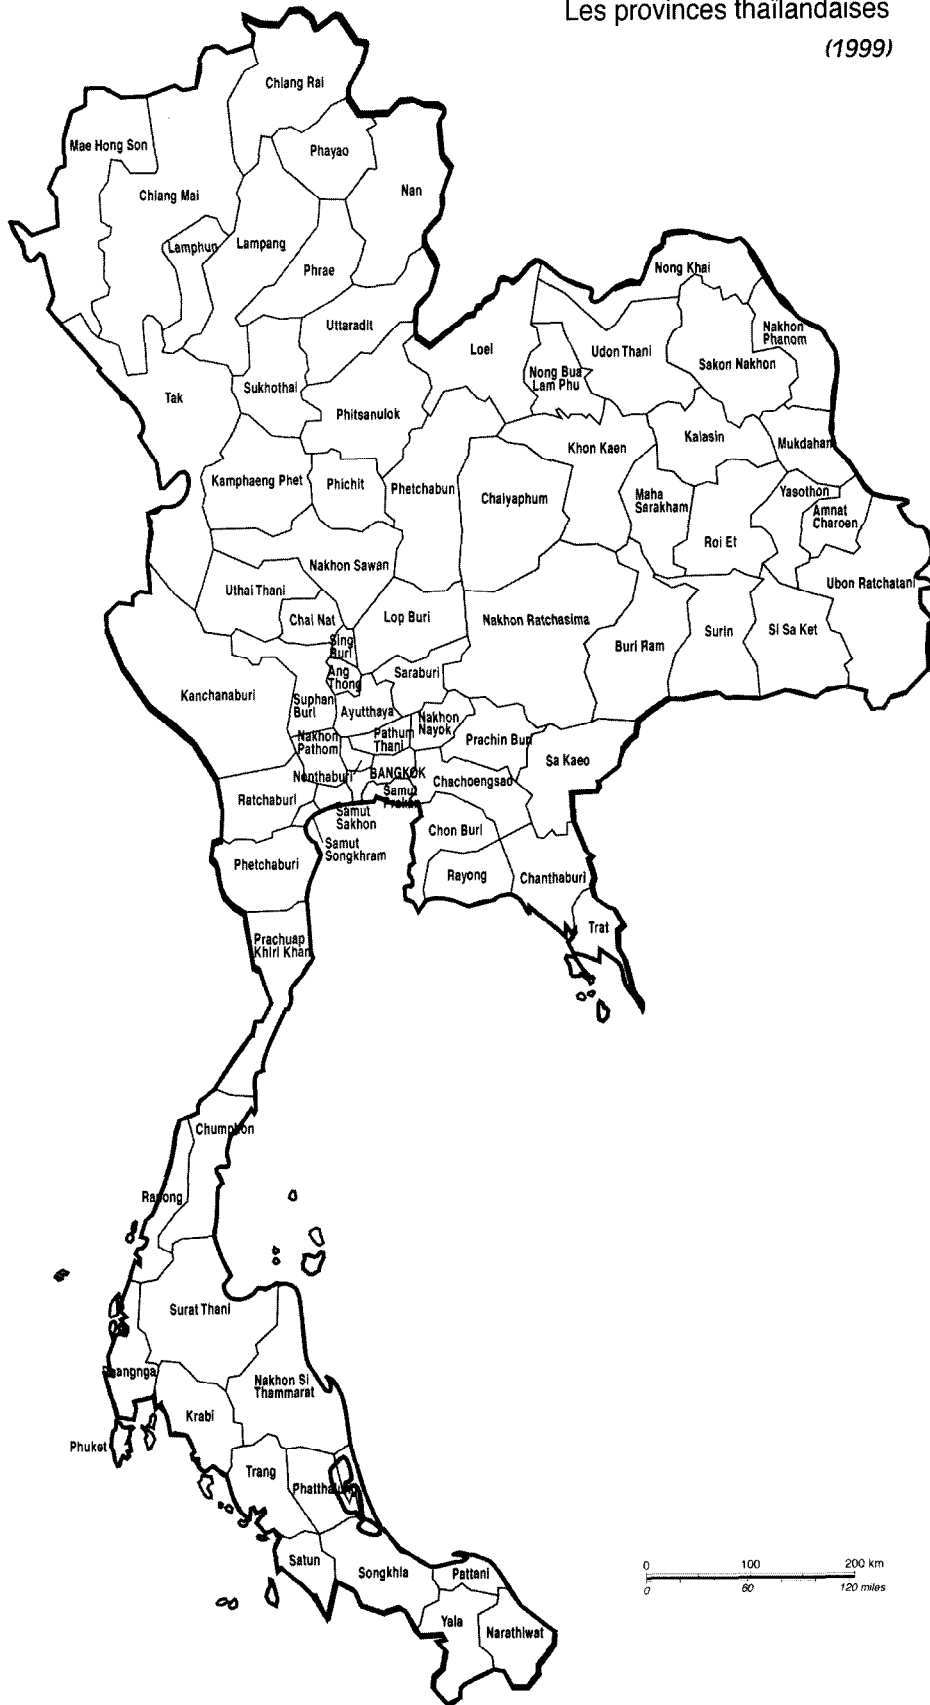 Les provinces thaïlandaises
(1999)
Chiang Rai
Mae Hong Son
Phayao
Chiang Mai
Nan
Lamphun
Lampang
Phrae
Nong Khai
Uttaradit
Nakhon
Phanom
Loei
Udon Thani
Sakon Nakhon
Nong Bua
Lam Phu
Tak
Sukhothai
Phitsanulok
Khon Kaen
Kalasin
Mukdahan
Kamphaeng Phet
Phichit
Phetchabun
Chaiyaphum
Maha
Sarakham
Yasothon
Amnat
Charoen
Roi Et
Nakhon Sawan
Uthai Thani
Ubon Ratchatani
Chai Nat
Lop Buri
Nakhon Ratchasima
Sing
Buri
Buri Ram
Surin
Si Sa Ket
Ang
Thong
Saraburi
Kanchanaburi
Suphan
Buri
Ayutthaya
Nakhon
Nayok
Nakhon
Pathom
Pathum
Thani
Prachin Buri
Sa Kaeo
Nonthaburi
BANGKOK
Chachoengsao
Ratchaburi
Samut
Prakan
Samut
Sakhon
Chon Buri
Samut
Songkhram
Phetchaburi
Rayong
Chanthaburi
Trat
Prachuap
Khiri Khan
Chumphon
Ranong
Surat Thani
Phangnga
Nakhon Si
Thammarat
Krabi
Phuket
Trang
Phatthalung
Satun
Songkhla
Pattani
Yala
Narathiwat
0 100 200 km
0 60 120 miles